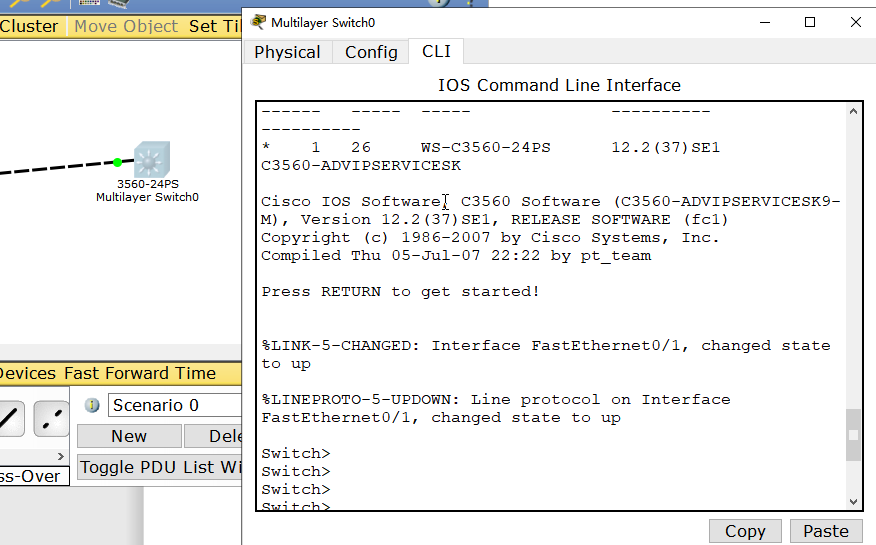 Cluster Move Object Set Til
3560-24PS
Multilayer Switch0
Devices Fast Forward Time
Scenario 0
New Dele
Toggle PDU List Wi
ss-Over
Multilayer Switch0
Physical Config CLI
IOS Command Line Interface
------ ----- ----- ----------
----------
* 1 26 WS-C3560-24PS 12.2(37)SE1
C3560-ADVIPSERVICESK
Cisco IOS Software, C3560 Software (C3560-ADVIPSERVICESK9-
M), Version 12.2(37)SE1, RELEASE SOFTWARE (fc1)
Copyright (c) 1986-2007 by Cisco Systems, Inc.
Compiled Thu 05-Jul-07 22:22 by pt_team
Press RETURN to get started!
%LINK-5-CHANGED: Interface FastEthernet0/1, changed state
to up
%LINEPROTO-5-UPDOWN: Line protocol on Interface
FastEthernet0/1, changed state to up
Switch>
Switch>
Switch>
Switch>
Copy Paste